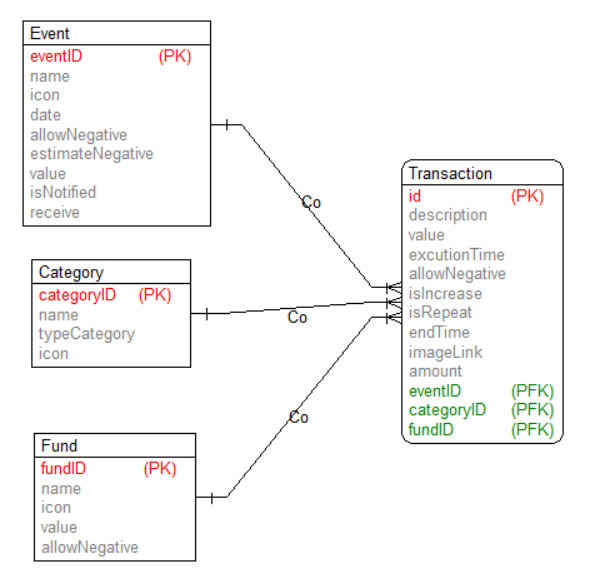 Event
eventID (PK)
name
icon
date
allowNegative
estimateNegative
value
isNotified
receive
Co
Category
categoryID (PK)
name
typeCategory
icon
Co
Fund
fundID (PK)
name
icon
value
allowNegative
Co
Transaction
id (PK)
description
value
excutionTime
allowNegative
isIncrease
isRepeat
endTime
imageLink
amount
eventID (PFK)
categoryID (PFK)
fundID (PFK)